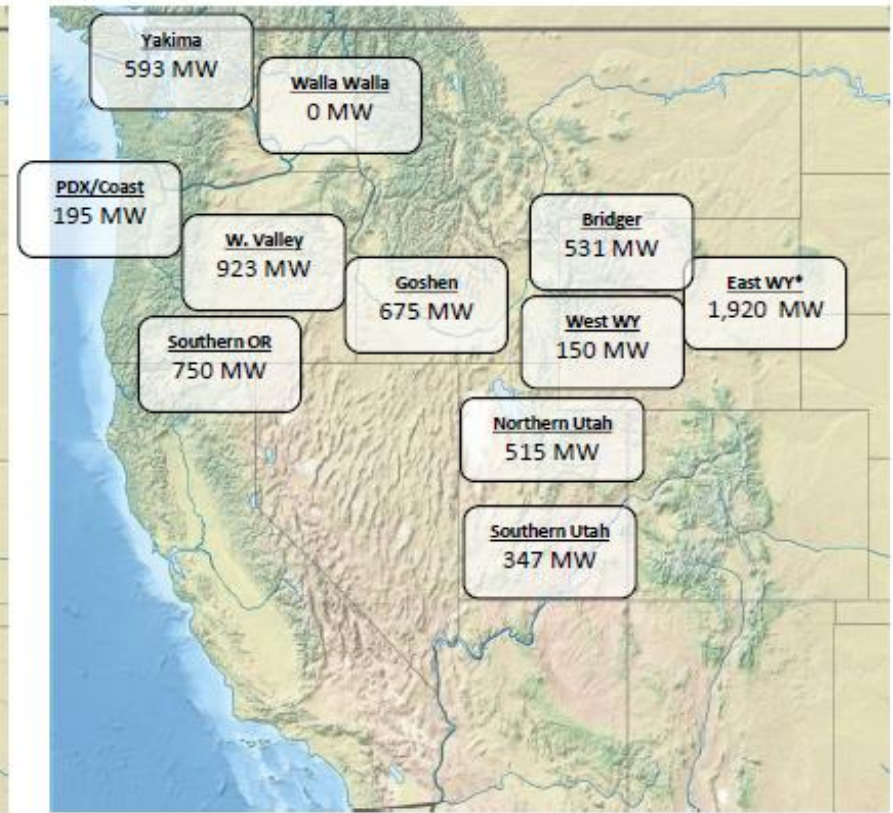 Yakima
593 MW
Walla Walla
0 MW
PDX/Coast
195 MW
W. Valley
923 MW
Goshen
675 MW
Bridger
531 MW
East WY*
1,920 MW
West WY
150 MW
Southern OR
750 MW
Northern Utah
515 MW
Southern Utah
347 MW